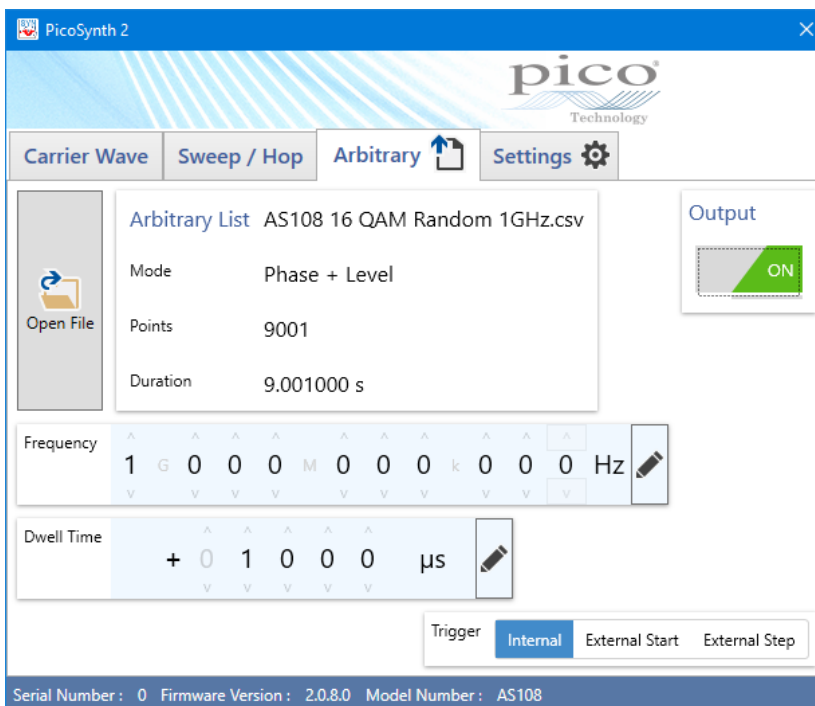 PicoSynth 2
pico
Technology
Carrier Wave Sweep / Hop Arbitrary Settings
Arbitrary List AS108 16 QAM Random 1GHz.csv
Output
Mode Phase + Level
ON
Open File
Points 9001
Duration 9.001000 s
Frequency 1 G 0 0 0 M 0 0 0 k 0 0 0 Hz
Dwell Time + 0 1 0 0 0 µs
Trigger Internal External Start External Step
Serial Number : 0 Firmware Version : 2.0.8.0 Model Number : AS108